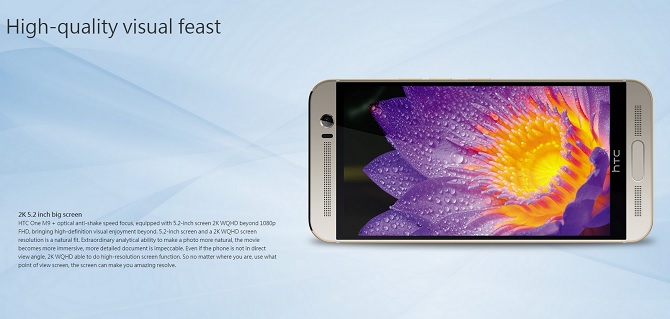 High-quality visual feast
2K 5.2 inch big screen
HTC One M9 + optical anti-shake speed focus, equipped with 5.2-inch screen 2K WQHD beyond 1080p
FHD, bringing high-definition visual enjoyment beyond. 5.2-inch screen and a 2K WQHD screen
resolution is a natural fit. Extraordinary analytical ability to make a photo more natural, the movie
becomes more immersive, more detailed document is impeccable. Even if the phone is not in direct
view angle, 2K WQHD able to do high-resolution screen function. So no matter where you are, use what
point of view screen, the screen can make you amazing resolve.
hTC